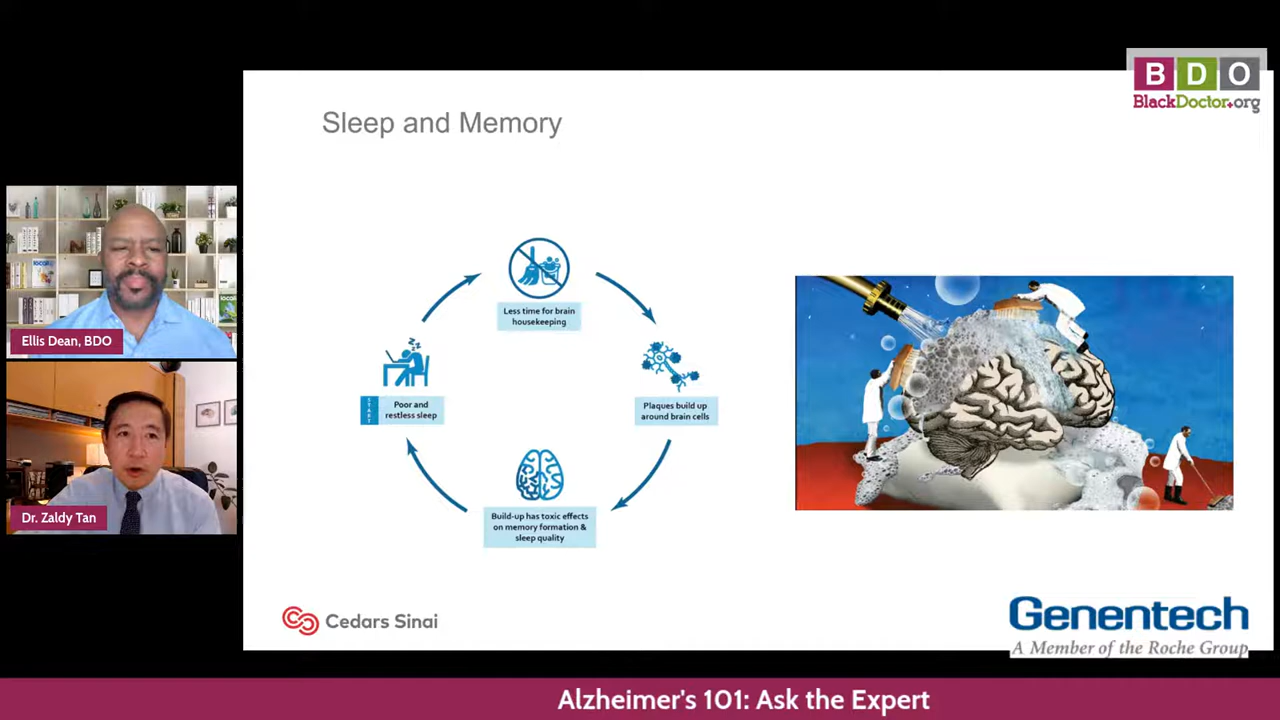 B D O
BlackDoctor.org
Sleep and Memory
Less time for brain
housekeeping
Plaques build up
around brain cells
Build-up has toxic effects
on memory formation &
sleep quality
START
Poor and
restless sleep
Ellis Dean, BDO
Dr. Zaldy Tan
Cedars Sinai
Genentech
A Member of the Roche Group
Alzheimer's 101: Ask the Expert